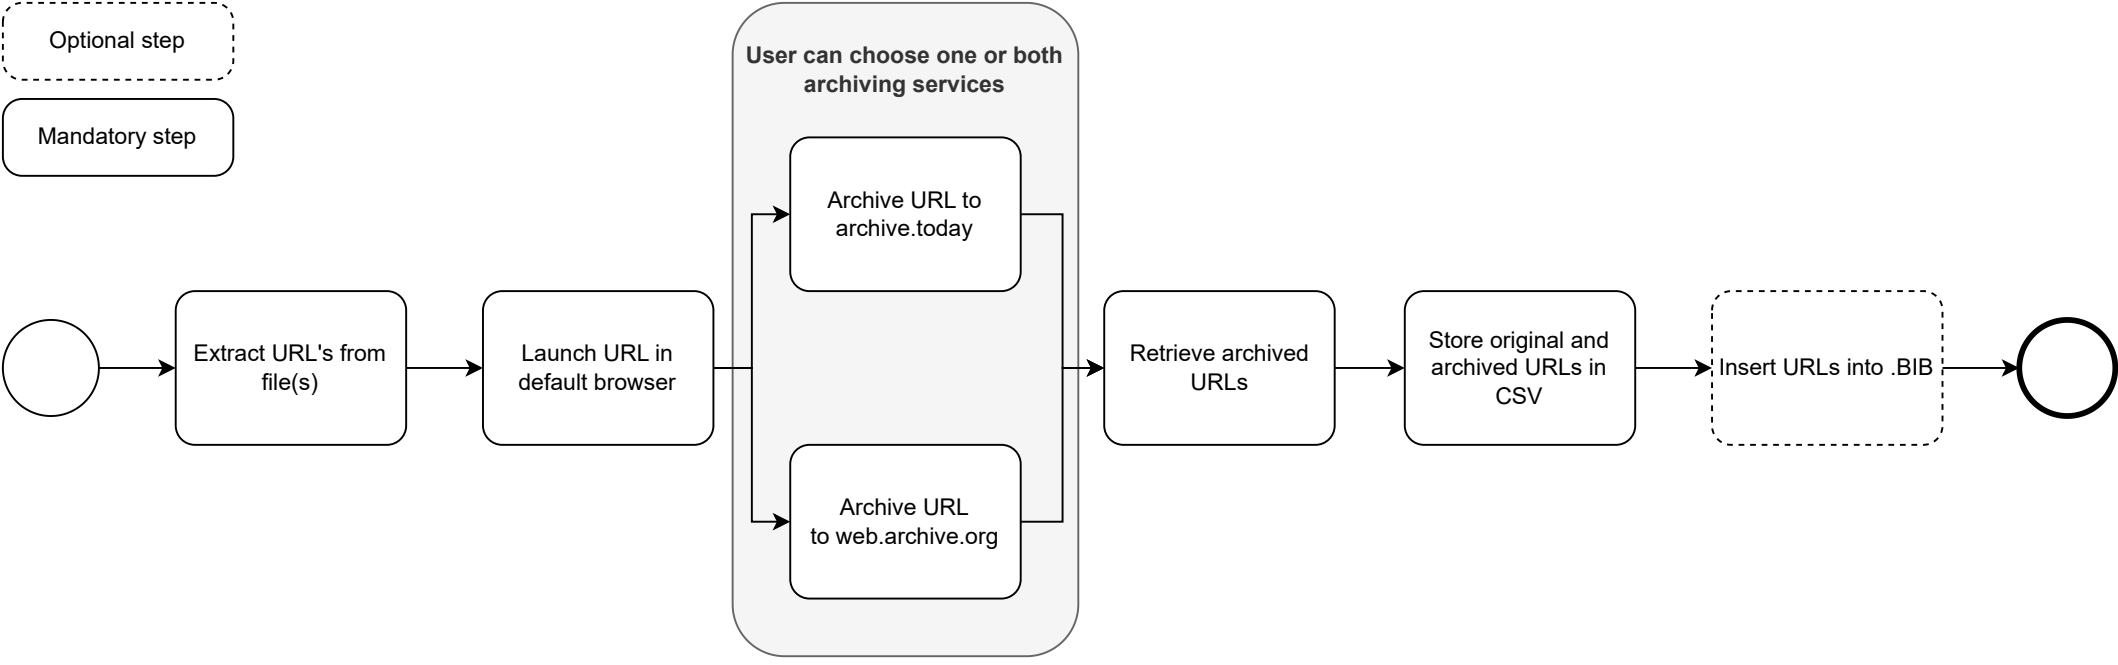 Optional step
Mandatory step
User can choose one or both
archiving services
Archive URL to
archive.today
Extract URL's from
file(s)
Launch URL in
default browser
Archive URL
to web.archive.org
Retrieve archived
URLs
Store original and
archived URLs in
CSV
Insert URLs into .BIB